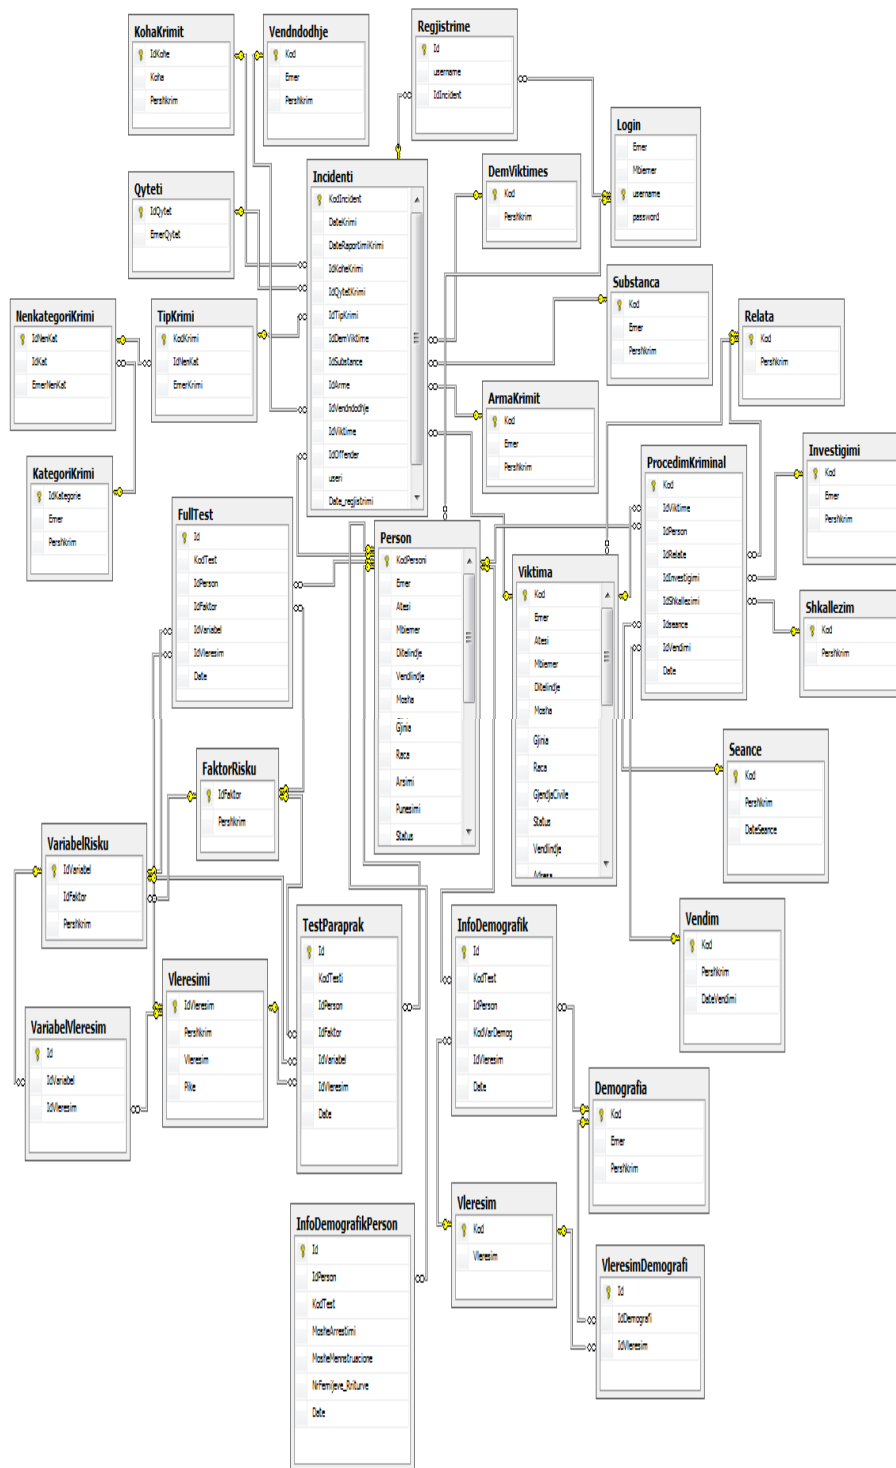 KohaKrimit
IdKohe
Koha
Pershkrim
Vendndodhje
Kod
Emer
Pershkrim
Regjistrime
Id
username
IdIncident
Login
Emer
Mbiemer
username
password
Qyteti
IdQytet
EmerQytet
Incidenti
KodIncident
DateKrimi
DateRaportimiKrimi
IdKoheKrimi
IdQytetKrimi
IdTipKrimi
IdDemViktime
IdSubstance
IdArme
IdVendndodhje
IdViktime
IdOffender
useri
Date_regjistrimi
DemViktimes
Kod
Pershkrim
Substanca
Kod
Emer
Pershkrim
Relata
Kod
Pershkrim
NenkategoriKrimi
IdNenKat
IdKat
EmerNenKat
TipKrimi
KodKrimi
IdNenKat
EmerKrimi
ArmaKrimit
Kod
Emer
Pershkrim
KategoriKrimi
IdKategorie
Emer
Pershkrim
ProcedimKriminal
Kod
IdViktime
IdPerson
IdRelate
IdInvestigimi
IdShkallezimi
Idseance
IdVendimi
Date
Investigimi
Kod
Emer
Pershkrim
FullTest
Id
KodTest
IdPerson
IdFaktor
IdVariabel
IdVleresim
Date
Person
KodPersoni
Emer
Atesi
Mbiemer
Ditelindje
Vendlindje
Mosha
Gjinia
Raca
Arsimi
Punesimi
Status
Viktima
Kod
Emer
Atesi
Mbiemer
Ditelindje
Mosha
Gjinia
Raca
GjendjaCivile
Status
Vendlindje
Adresa
Shkallezim
Kod
Pershkrim
Seance
Kod
Pershkrim
DateSeance
FaktorRisku
IdFaktor
Pershkrim
VariabelRisku
IdVariabel
IdFaktor
Pershkrim
Vendim
Kod
Pershkrim
DateVendimi
TestParaprak
Id
KodTesti
IdPerson
IdFaktor
IdVariabel
IdVleresim
Date
InfoDemografik
Id
KodTest
IdPerson
KodVarDemog
IdVleresim
Date
Vleresimi
IdVleresim
Pershkrim
Vleresim
Pike
VariabelVleresim
Id
IdVariabel
IdVleresim
Demografia
Kod
Emer
Pershkrim
Vleresim
Kod
Vleresim
InfoDemografikPerson
Id
IdPerson
KodTest
MosheArrestimi
MosheMennstruacione
NrFemijeve_Rriturve
Date
VleresimDemografi
Id
IdDemografi
IdVleresim